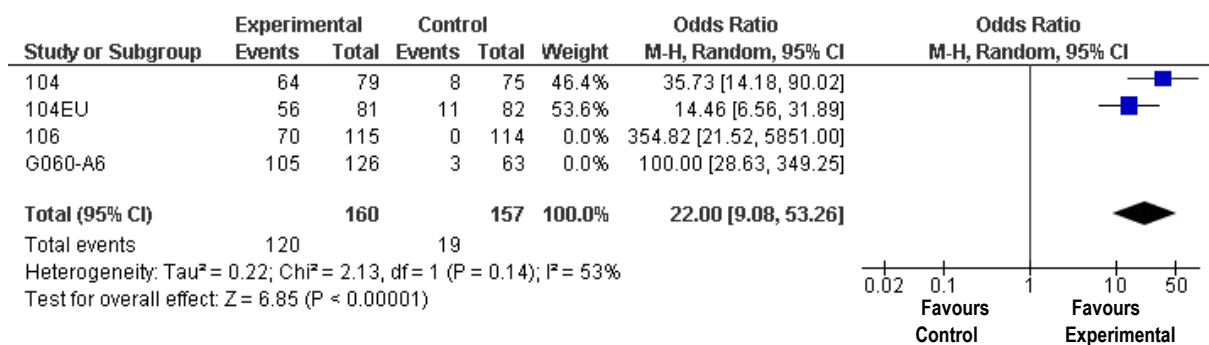 Experimental Control Odds Ratio Odds Ratio
Study or Subgroup Events Total Events Total Weight M-H, Random, 95% CI M-H, Random, 95% CI
104 64 79 8 75 46.4% 35.73 [14.18, 90.02]
104EU 56 81 11 82 53.6% 14.46 [6.56, 31.89]
106 70 115 0 114 0.0% 354.82 [21.52, 5851.00]
G060-A6 105 126 3 63 0.0% 100.00 [28.63, 349.25]
Total (95% CI) 160 157 100.0% 22.00 [9.08, 53.26]
Total events 120 19
Heterogeneity: Tau² = 0.22; Chi² = 2.13, df = 1 (P = 0.14); I² = 53%
Test for overall effect: Z = 6.85 (P < 0.00001)
0.02 0.1 1 10 50
Favours Favours
Control Experimental